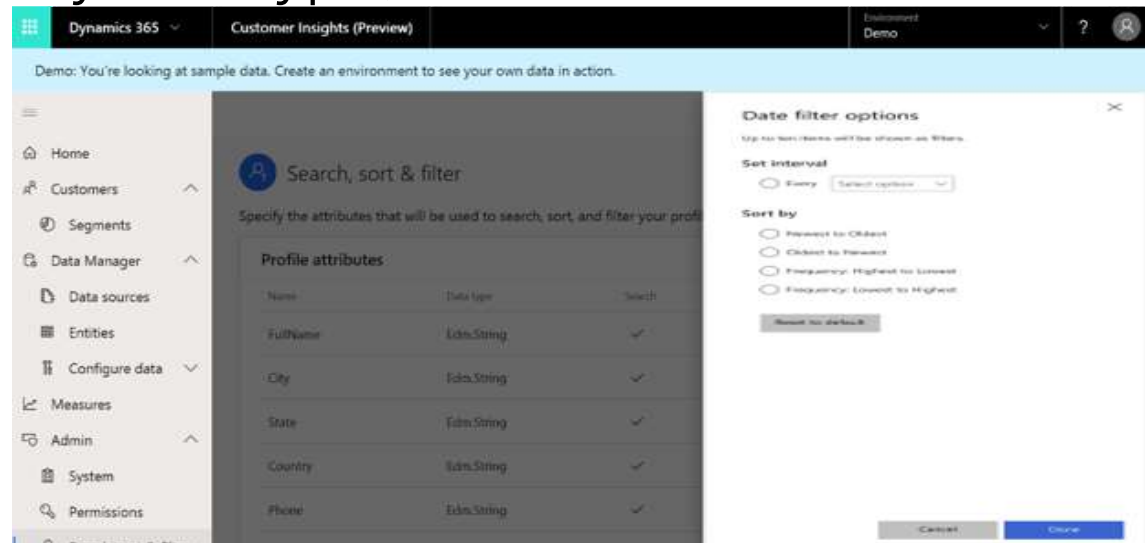 Dynamics 365
Customer Insights (Preview)
Environment
Demo
?
Demo: You're looking at sample data. Create an environment to see your own data in action.
Home
Customers
Segments
Data Manager
Data sources
Entities
Configure data
Measures
Admin
System
Permissions
Search, sort & filter
Specify the attributes that will be used to search, sort, and filter your profil
Profile attributes
Name Data type Search
FullName Edm.String
City Edm.String
State Edm.String
Country Edm.String
Phone Edm.String
Date filter options
Up to ten items will be shown as filters.
Set interval
Every Select option
Sort by
Newest to Oldest
Oldest to Newest
Frequency: Highest to Lowest
Frequency: Lowest to Highest
Reset to default
Cancel Done